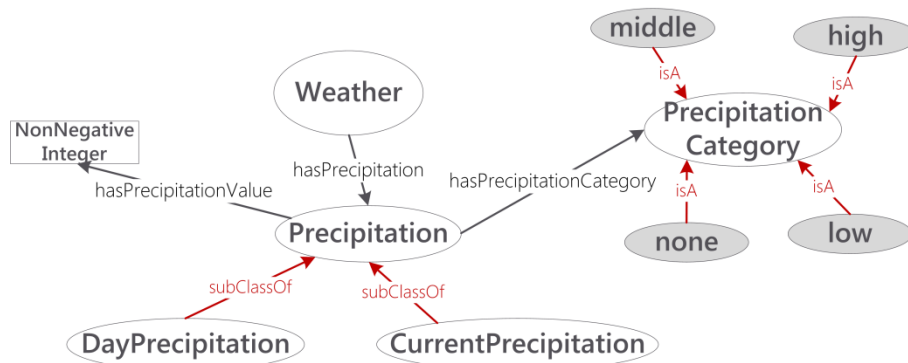 middle
high
isA
isA
Weather
Precipitation
Category
NonNegative
Integer
hasPrecipitation
hasPrecipitationCategory
hasPrecipitationValue
isA
isA
Precipitation
none
low
subClassOf
subClassOf
DayPrecipitation
CurrentPrecipitation